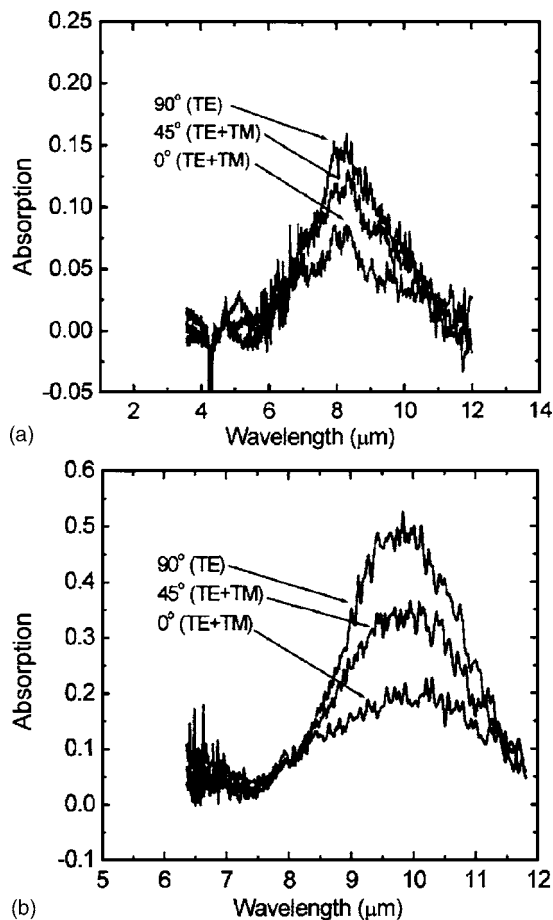 0.25
0.20
0.15
0.10
0.05
0.00
-0.05
Absorption
90° (TE)
45° (TE+TM)
0° (TE+TM)
2 4 6 8 10 12 14
Wavelength (μm)
(a)
0.6
0.5
0.4
0.3
0.2
0.1
0.0
-0.1
Absorption
90° (TE)
45° (TE+TM)
0° (TE+TM)
5 6 7 8 9 10 11 12
Wavelength (μm)
(b)